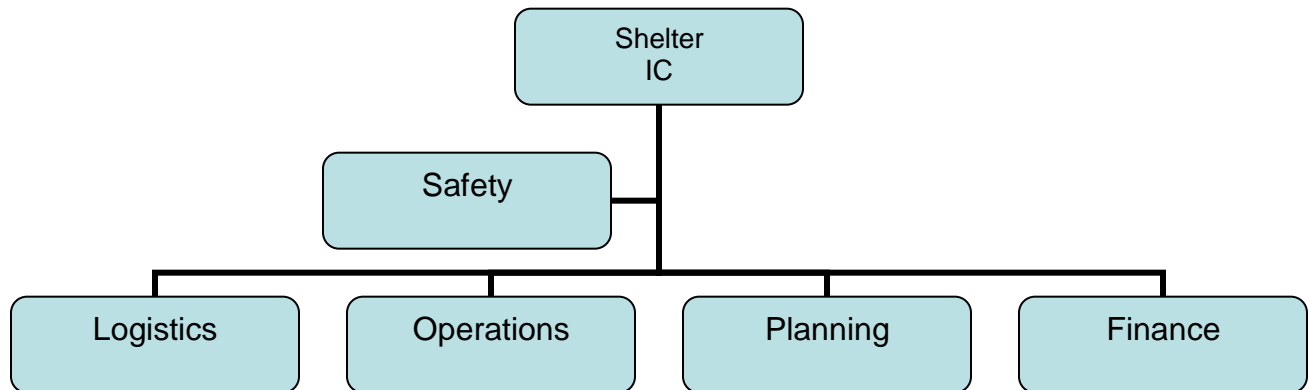 Shelter
IC
Safety
Logistics
Operations
Planning
Finance